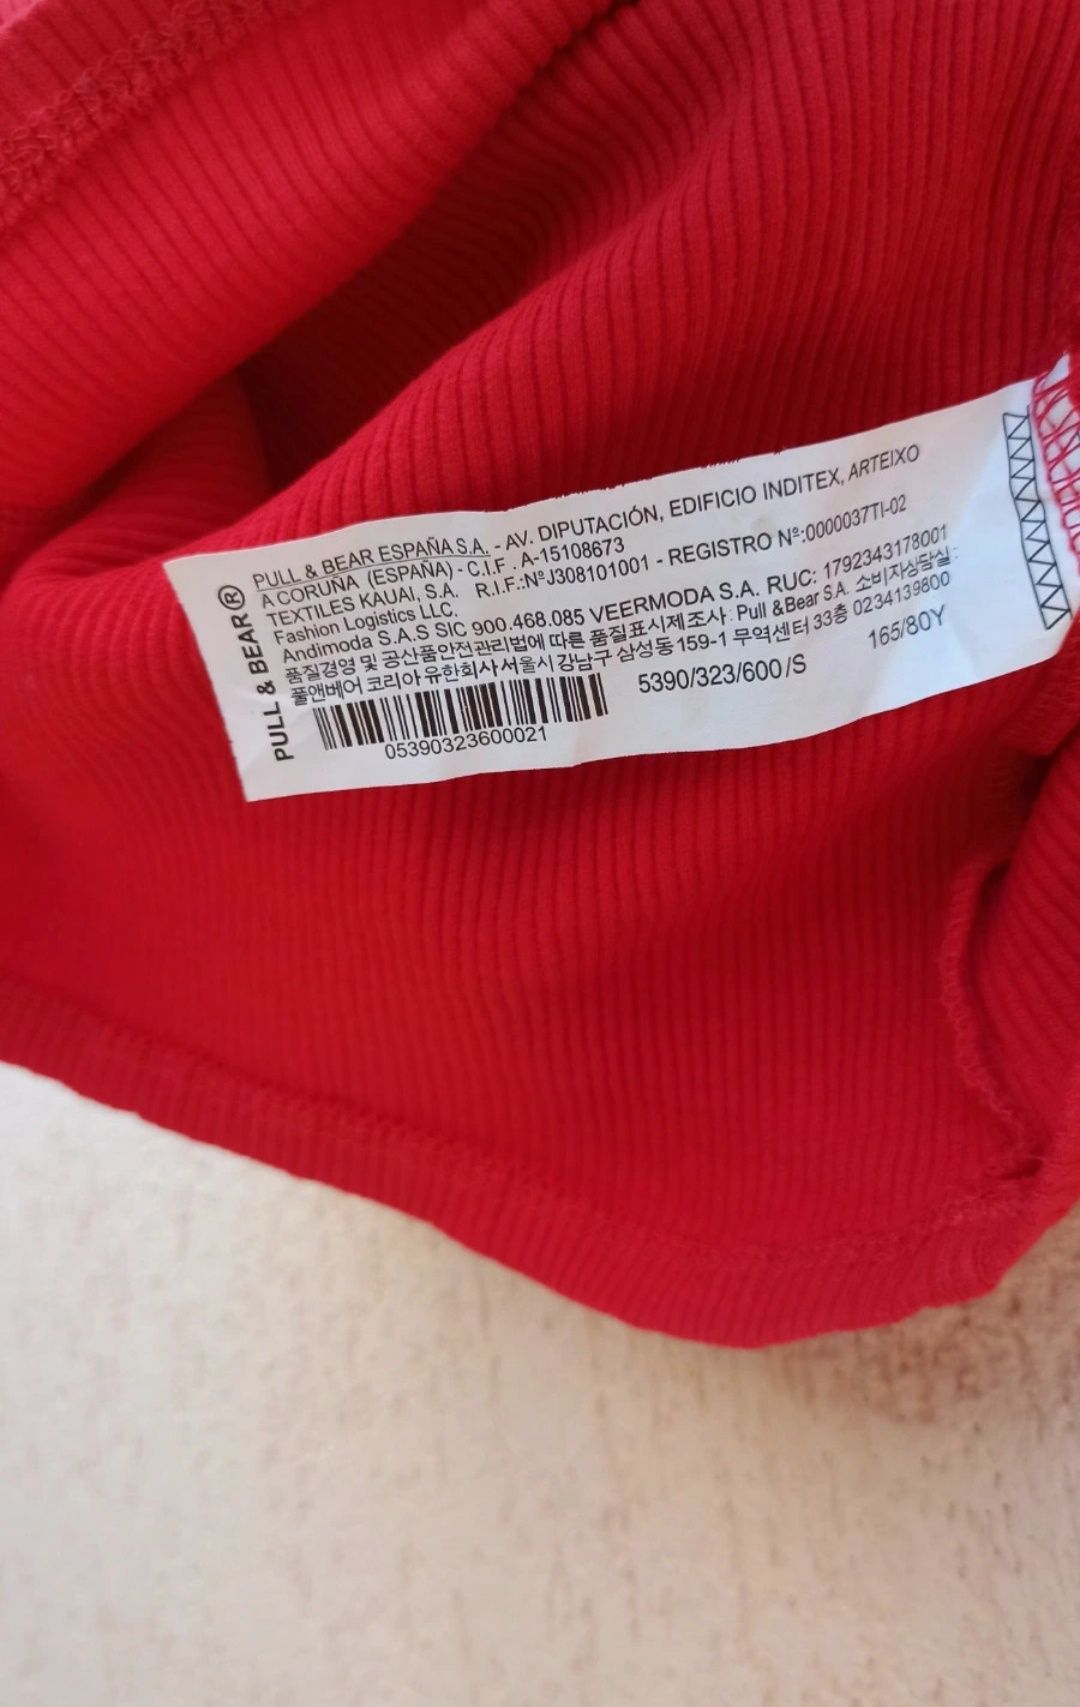 PULL & BEAR®
PULL & BEAR ESPAÑA S.A. - AV. DIPUTACIÓN, EDIFICIO INDITEX, ARTEIXO
A CORUÑA (ESPAÑA) - C.I.F. A-15108673
TEXTILES KAUAI, S.A. R.I.F.:NºJ308101001 - REGISTRO Nº:0000037TI-02
Fashion Logistics LLC.
Andimoda S.A.S SIC 900.468.085 VEERMODA S.A. RUC: 1792343178001
품질경영 및 공산품안전관리법에 따른 품질표시제조사: Pull &Bear S.A. 소비자상담실:
풀앤베어 코리아 유한회사서울시 강남구 삼성동 159-1 무역센터 33층 0234139800
5390/323/600/S 165/80Y
05390323600021